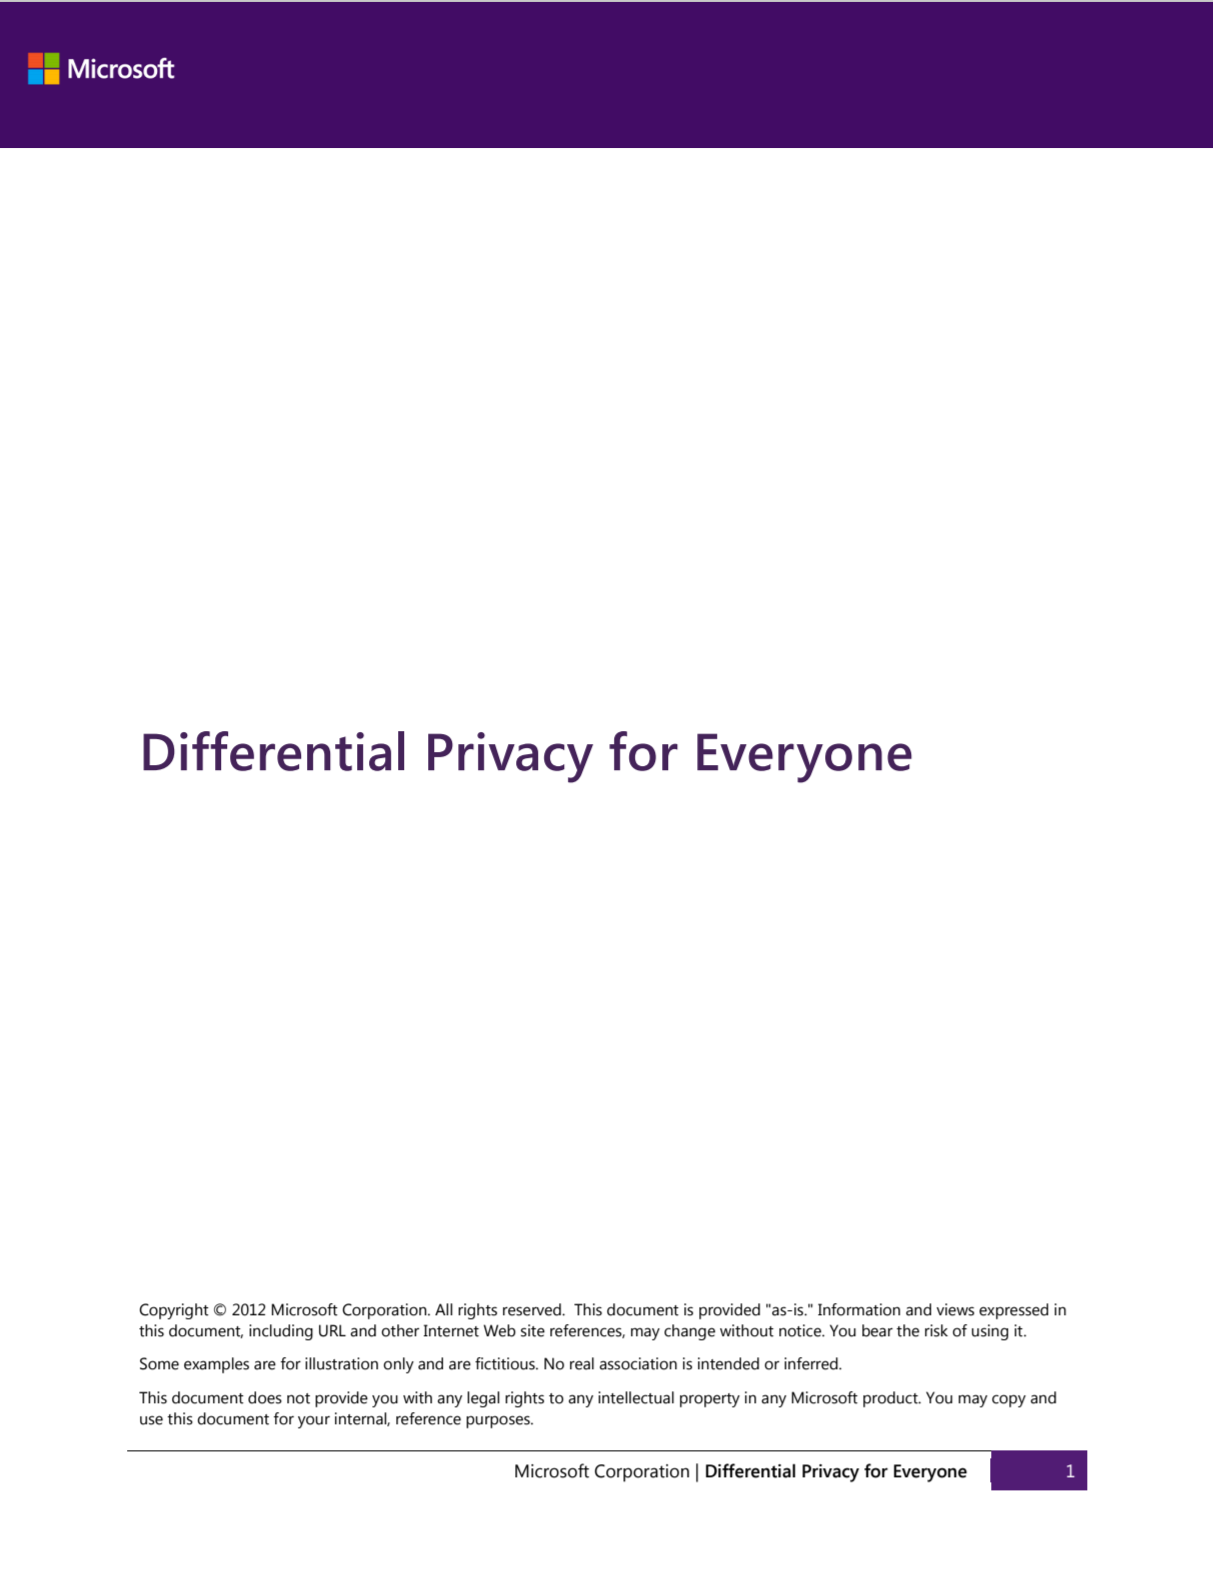 Microsoft
Differential Privacy for Everyone
Copyright © 2012 Microsoft Corporation. All rights reserved.  This document is provided "as-is." Information and views expressed in
this document, including URL and other Internet Web site references, may change without notice. You bear the risk of using it.
Some examples are for illustration only and are fictitious. No real association is intended or inferred.
This document does not provide you with any legal rights to any intellectual property in any Microsoft product. You may copy and
use this document for your internal, reference purposes.
Microsoft Corporation | Differential Privacy for Everyone 1